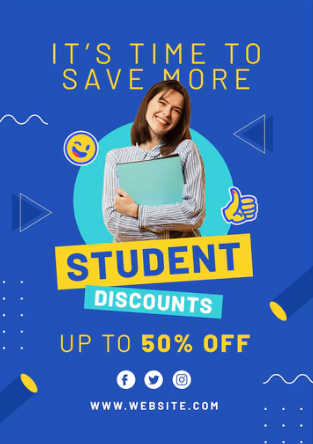 IT'S TIME TO
SAVE MORE
STUDENT
DISCOUNTS
UP TO 50% OFF
WWW.WEBSITE.COM